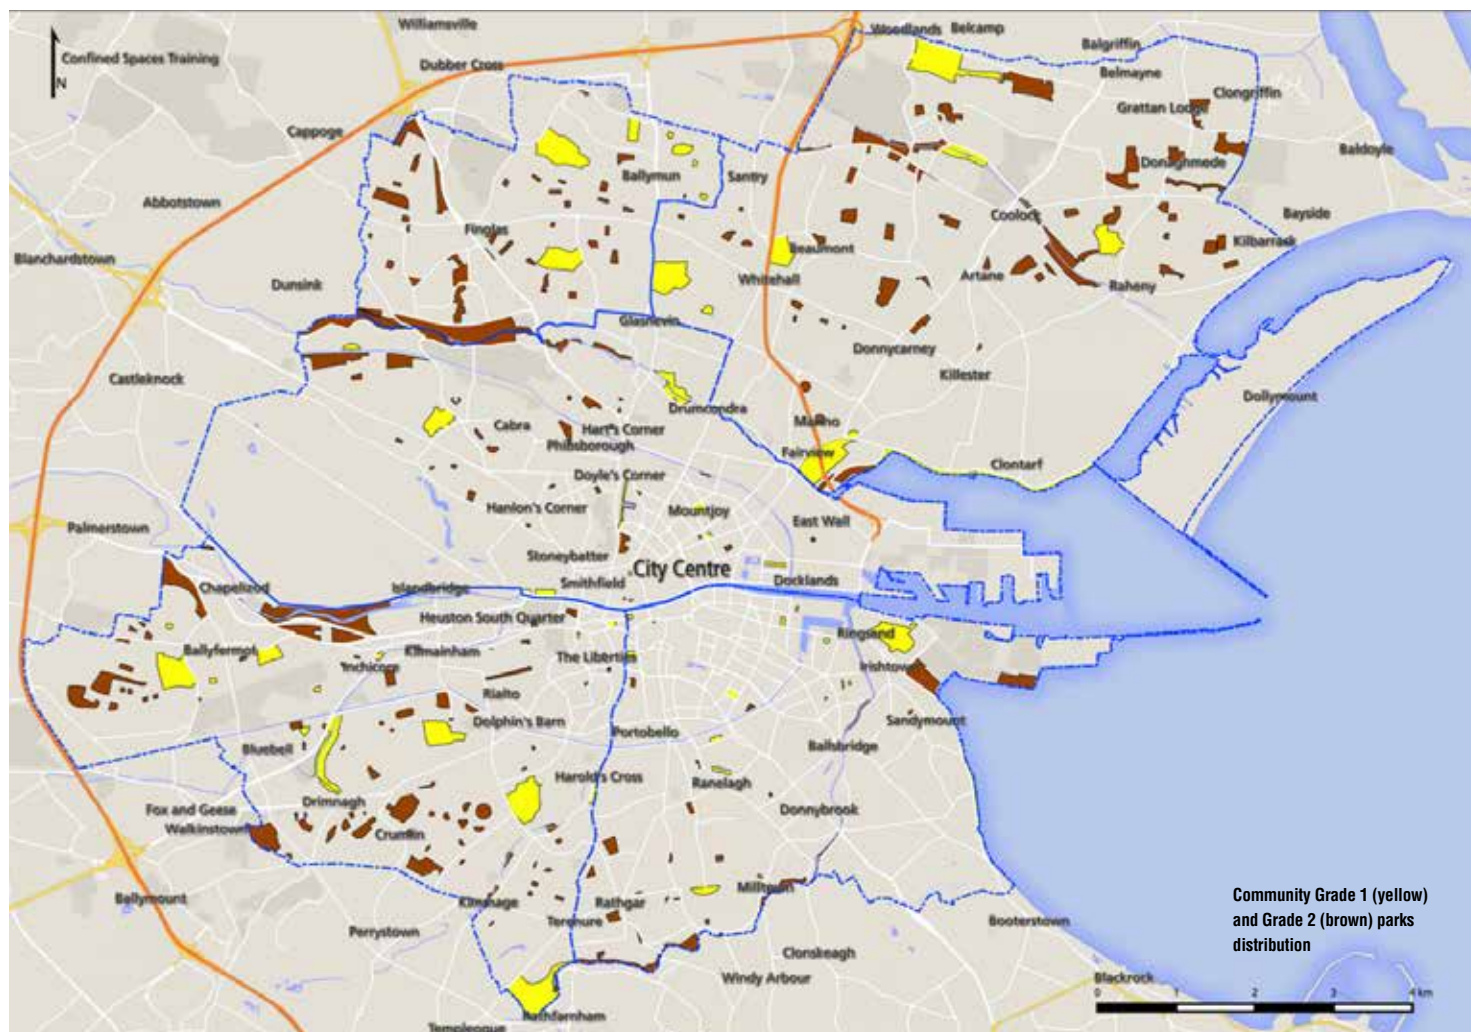 Williamsville
Woodlands
Belcamp
Balgriffin
Confined Spaces Training
N
Dubber Cross
Belmayne
Clongriffin
Grattan Lodge
Cappoge
Baldoyle
Donaghmede
Ballymun
Santry
Abbotstown
Coolock
Bayside
Finglas
Kilbarrack
Beaumont
Blanchardstown
Artane
Whitehall
Dunsink
Raheny
Glasnevin
Donnycarney
Killester
Castleknock
Dollymount
Drumcondra
Marino
Cabra
Hart's Corner
Phibsborough
Fairview
Clontarf
Doyle's Corner
Hanlon's Corner
Mountjoy
East Wall
Palmerstown
Stoneybatter
City Centre
Smithfield
Docklands
Chapelizod
Islandbridge
Heuston South Quarter
Ringsend
Ballyfermot
Kilmainham
The Liberties
Inchicore
Irishtown
Rialto
Dolphin's Barn
Sandymount
Portobello
Ballsbridge
Bluebell
Harold's Cross
Ranelagh
Drimnagh
Donnybrook
Fox and Geese
Walkinstown
Crumlin
Milltown
Ballymount
Kimmage
Rathgar
Terenure
Booterstown
Perrystown
Clonskeagh
Windy Arbour
Blackrock
Rathfarnham
Templeogue
Community Grade 1 (yellow)
and Grade 2 (brown) parks
distribution
0 1 2 3 4 km